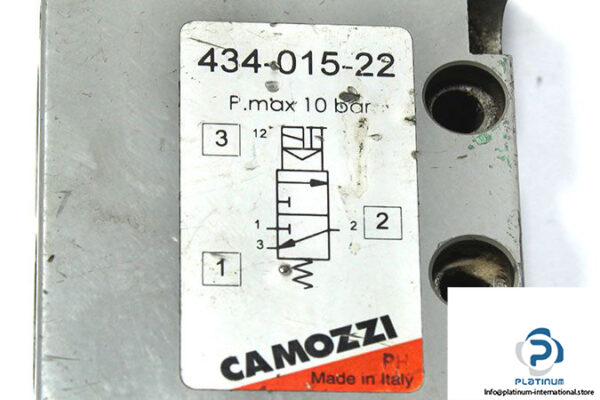 434-015-22
P.max 10 bar
3
12
1
2
2
3
1
CAMOZZI
PH
Made in Italy
PLATINUM
INTERNATIONAL
Info@platinum-international.store